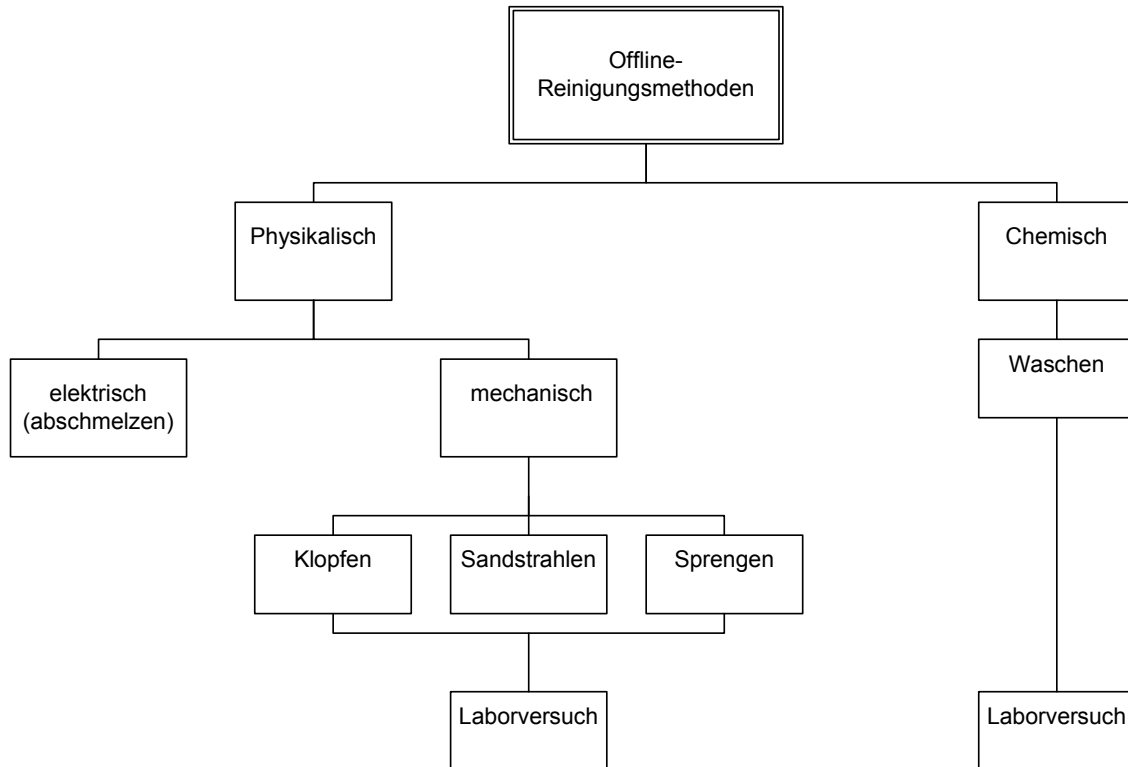 Offline-
Reinigungsmethoden
Physikalisch
Chemisch
elektrisch
(abschmelzen)
mechanisch
Waschen
Klopfen
Sandstrahlen
Sprengen
Laborversuch
Laborversuch